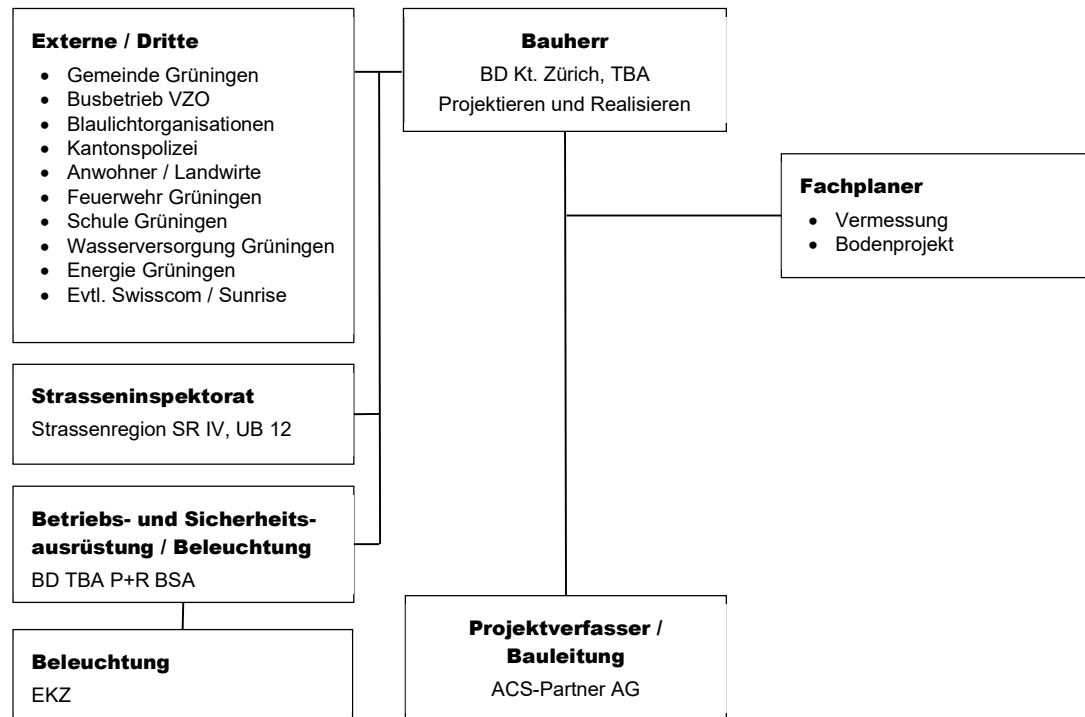 Externe / Dritte
• Gemeinde Grüningen
• Busbetrieb VZO
• Blaulichtorganisationen
• Kantonspolizei
• Anwohner / Landwirte
• Feuerwehr Grüningen
• Schule Grüningen
• Wasserversorgung Grüningen
• Energie Grüningen
• Evtl. Swisscom / Sunrise
Bauherr
BD Kt. Zürich, TBA
Projektieren und Realisieren
Fachplaner
• Vermessung
• Bodenprojekt
Strasseninspektorat
Strassenregion SR IV, UB 12
Betriebs- und Sicherheits-
ausrüstung / Beleuchtung
BD TBA P+R BSA
Beleuchtung
EKZ
Projektverfasser /
Bauleitung
ACS-Partner AG